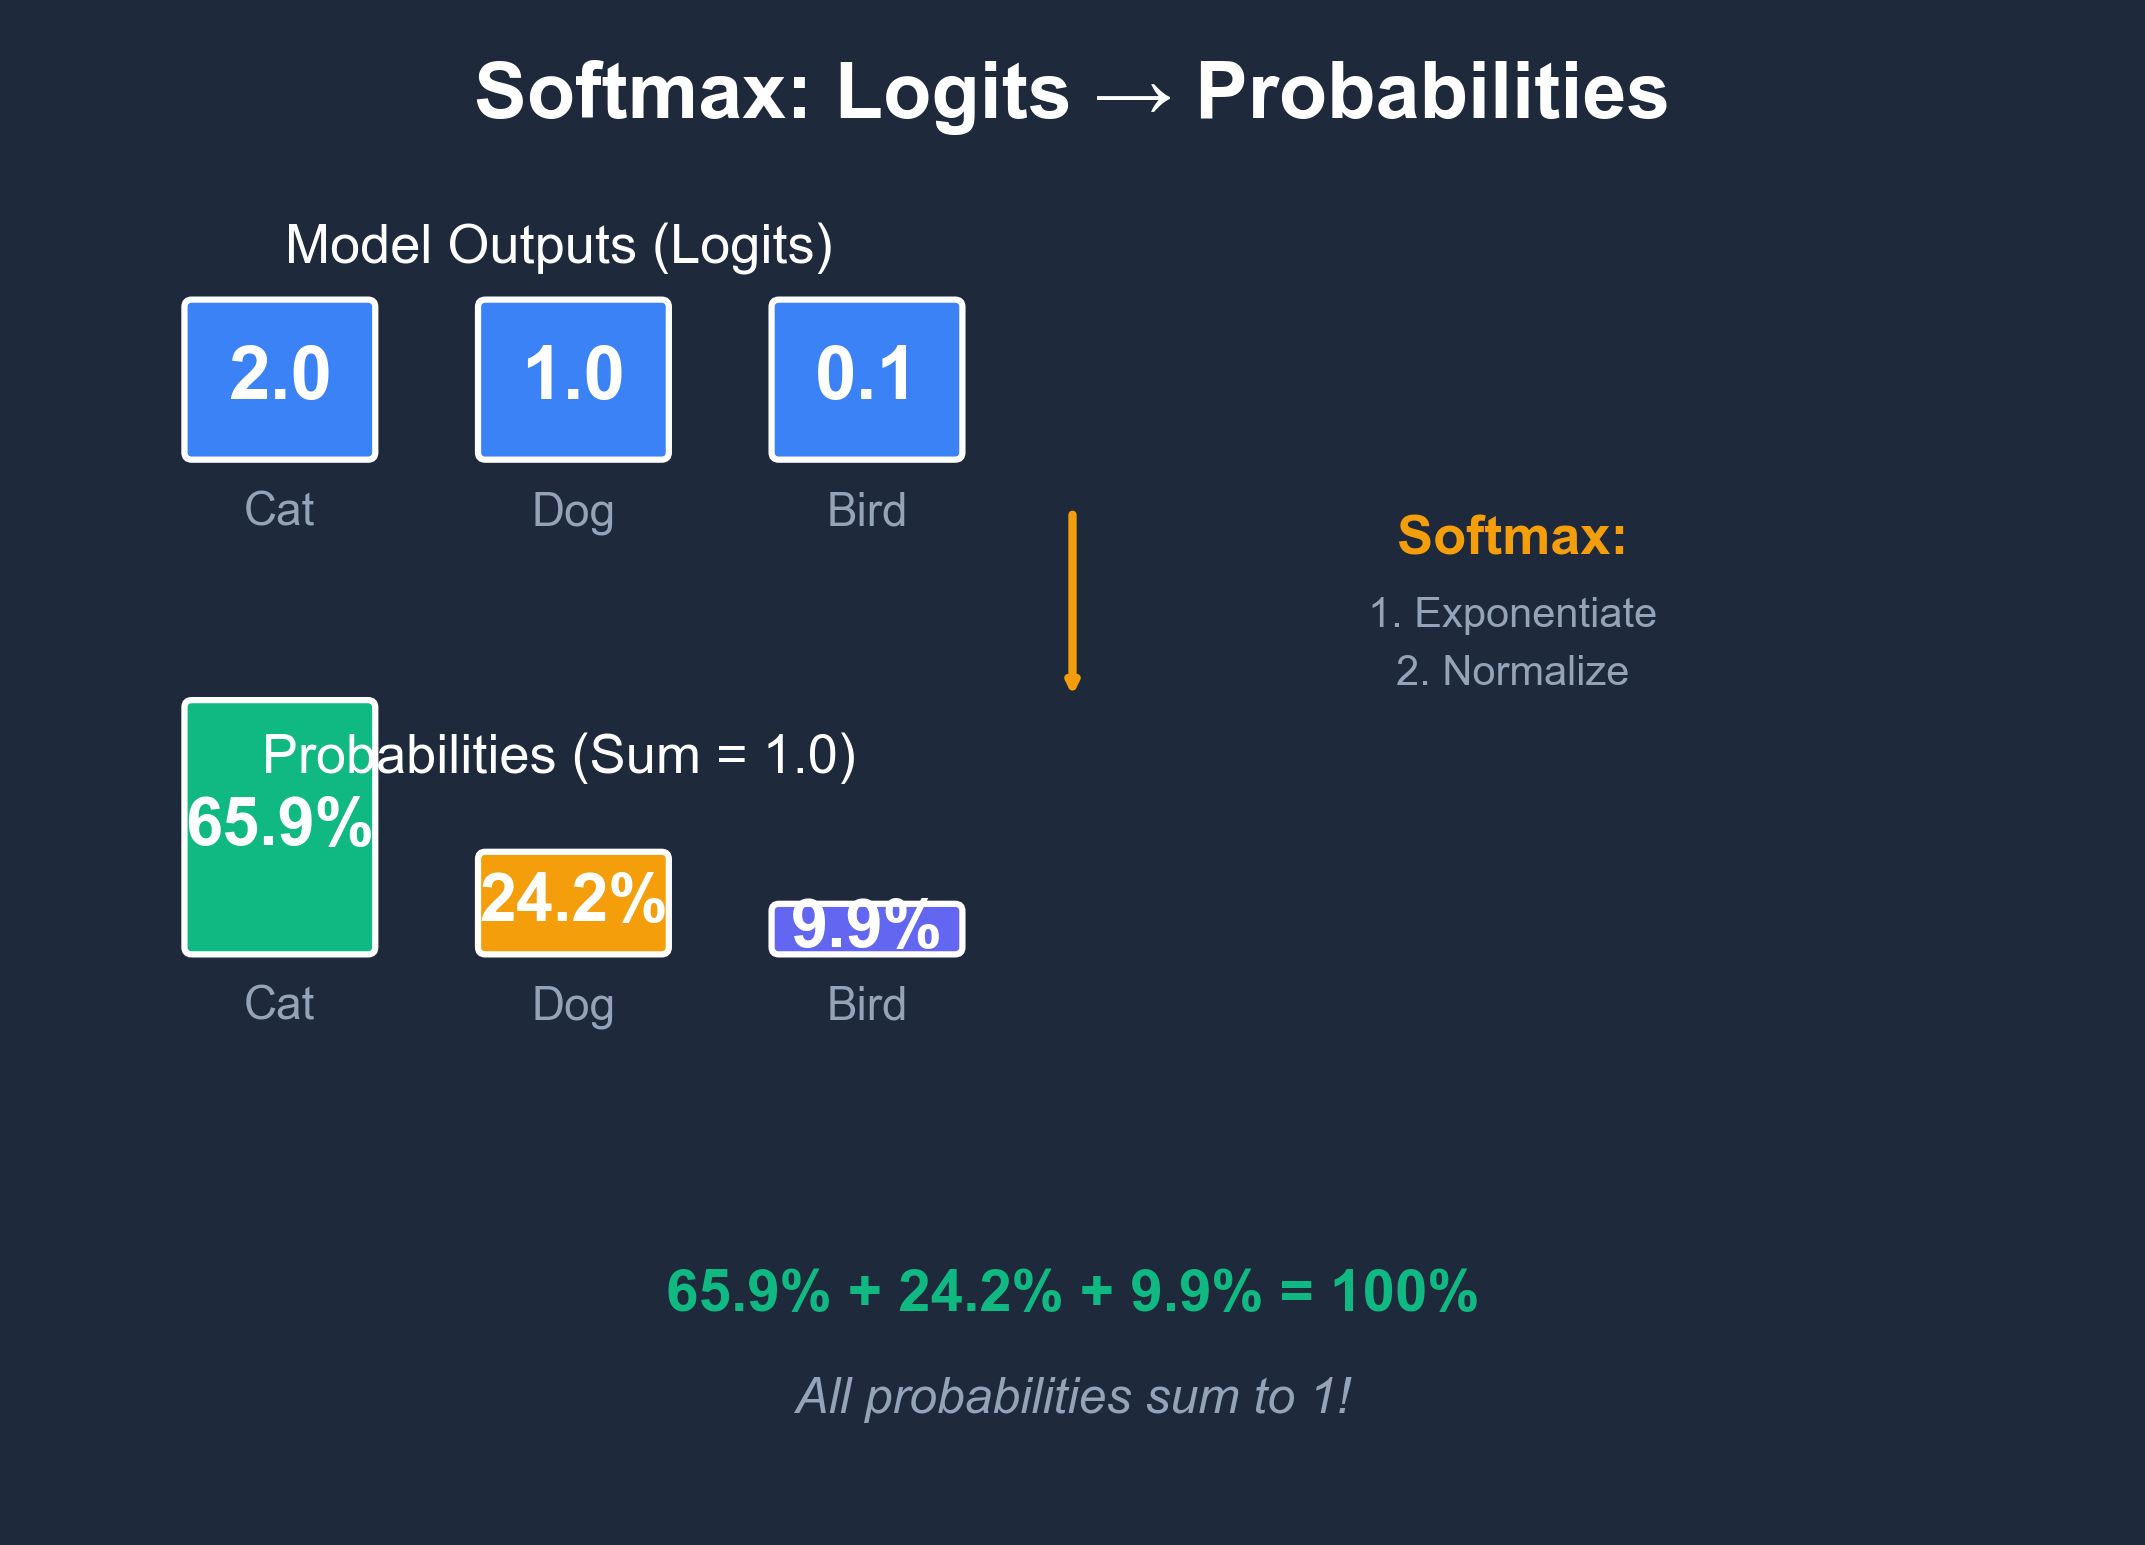 Softmax: Logits → Probabilities
Model Outputs (Logits)
2.0 1.0 0.1
Cat Dog Bird
Softmax:
1. Exponentiate
2. Normalize
Probabilities (Sum = 1.0)
65.9% 24.2% 9.9%
Cat Dog Bird
65.9% + 24.2% + 9.9% = 100%
All probabilities sum to 1!